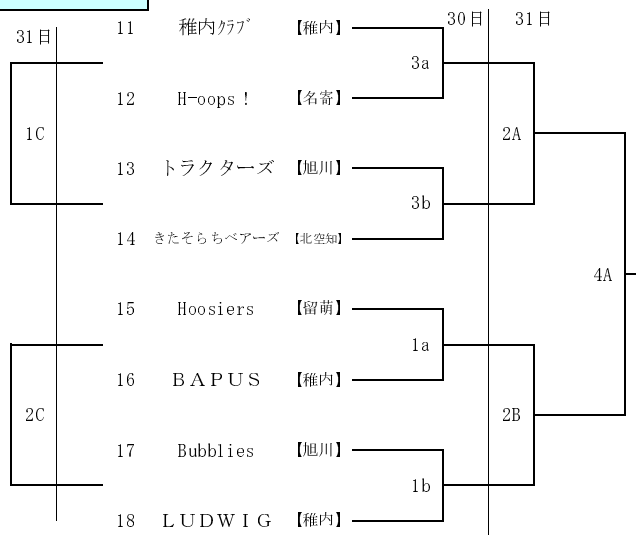 30日 31日
31日
11 稚内ｸﾗﾌﾞ 【稚内】
3a
12 H-oops！ 【名寄】
1C 2A
13 トラクターズ 【旭川】
3b
14 きたそらちベアーズ 【北空知】
4A
15 Hoosiers 【留萌】
1a
16 ＢＡＰＵＳ 【稚内】
2C 2B
17 Bubblies 【旭川】
1b
18 ＬＵＤＷＩＧ 【稚内】